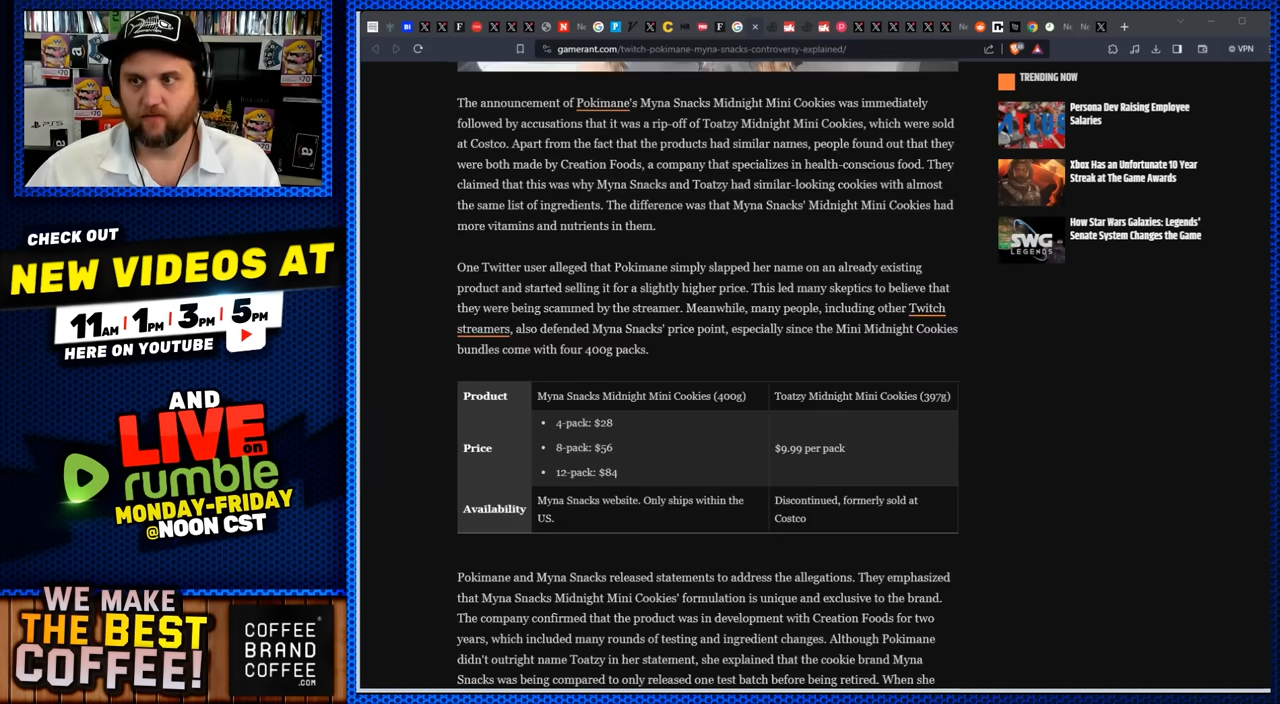 CHECK OUT
NEW VIDEOS AT
11AM | 1PM | 3PM | 5PM
HERE ON YOUTUBE
AND
LIVE on
rumble
MONDAY-FRIDAY
@NOON CST
WE MAKE
THE BEST
COFFEE!
COFFEE
BRAND
COFFEE
.COM
gamerant.com/twitch-pokimane-myna-snacks-controversy-explained/
VPN
The announcement of Pokimane's Myna Snacks Midnight Mini Cookies was immediately
followed by accusations that it was a rip-off of Toatzy Midnight Mini Cookies, which were sold
at Costco. Apart from the fact that the products had similar names, people found out that they
were both made by Creation Foods, a company that specializes in health-conscious food. They
claimed that this was why Myna Snacks and Toatzy had similar-looking cookies with almost
the same list of ingredients. The difference was that Myna Snacks' Midnight Mini Cookies had
more vitamins and nutrients in them.
One Twitter user alleged that Pokimane simply slapped her name on an already existing
product and started selling it for a slightly higher price. This led many skeptics to believe that
they were being scammed by the streamer. Meanwhile, many people, including other Twitch
streamers, also defended Myna Snacks' price point, especially since the Mini Midnight Cookies
bundles come with four 400g packs.
Product Myna Snacks Midnight Mini Cookies (400g) Toatzy Midnight Mini Cookies (397g)
Price
• 4-pack: $28
• 8-pack: $56
• 12-pack: $84
$9.99 per pack
Availability
Myna Snacks website. Only ships within the
US.
Discontinued, formerly sold at
Costco
Pokimane and Myna Snacks released statements to address the allegations. They emphasized
that Myna Snacks Midnight Mini Cookies' formulation is unique and exclusive to the brand.
The company confirmed that the product was in development with Creation Foods for two
years, which included many rounds of testing and ingredient changes. Although Pokimane
didn't outright name Toatzy in her statement, she explained that the cookie brand Myna
Snacks was being compared to only released one test batch before being retired. When she
TRENDING NOW
Persona Dev Raising Employee
Salaries
Xbox Has an Unfortunate 10 Year
Streak at The Game Awards
How Star Wars Galaxies: Legends'
Senate System Changes the Game
SWG
LEGENDS